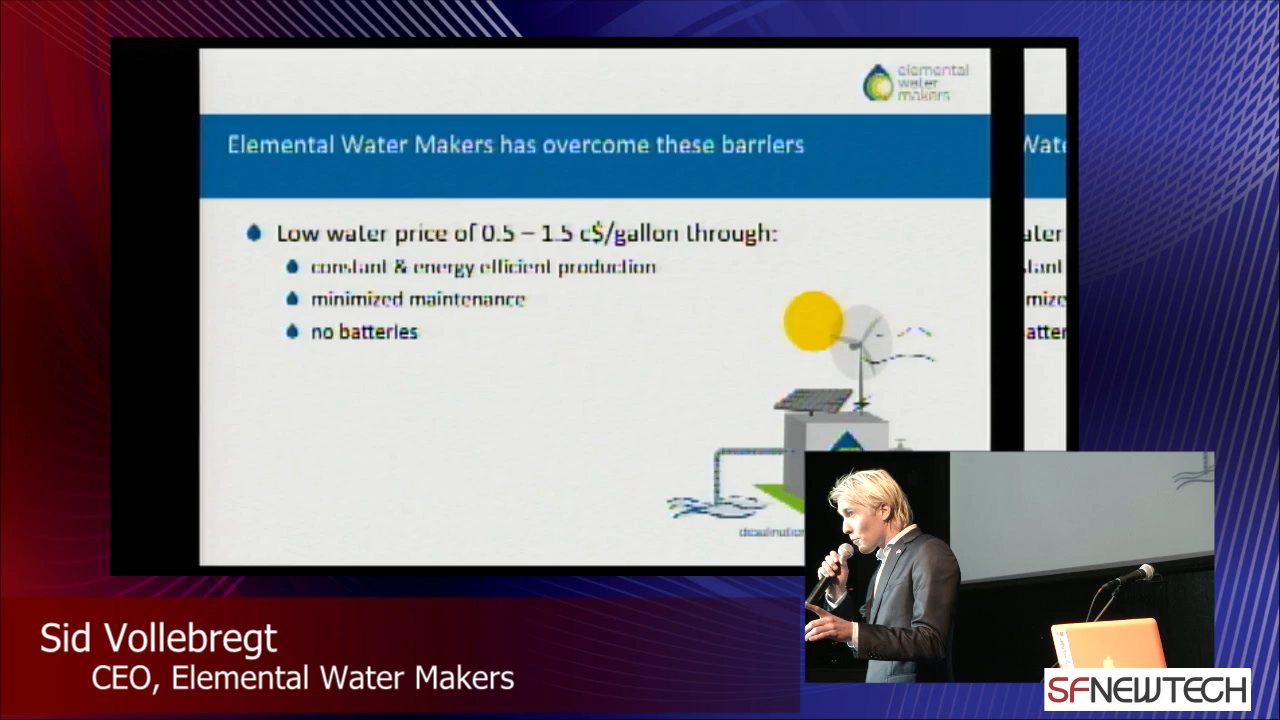 elemental
water
makers
Elemental Water Makers has overcome these barriers
Low water price of 0.5 – 1.5 c$/gallon through:
constant & energy efficient production
minimized maintenance
no batteries
Sid Vollebregt
CEO, Elemental Water Makers
SFNEWTECH